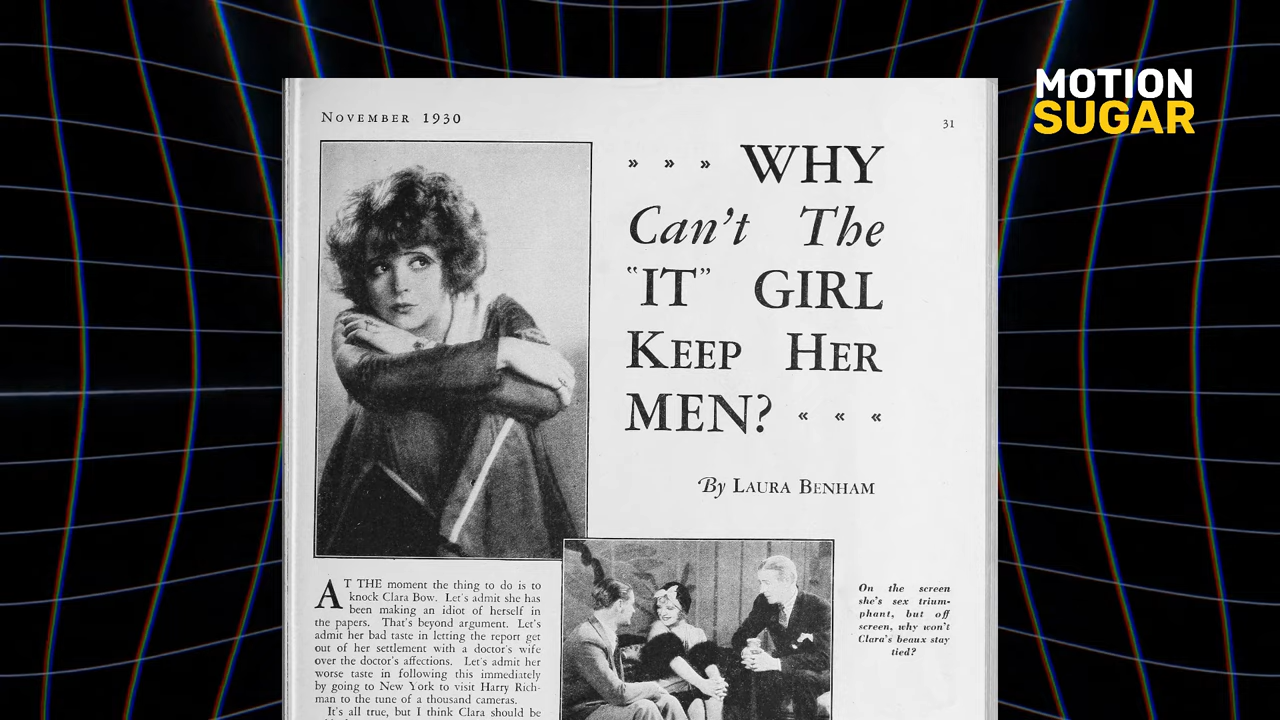 MOTION
SUGAR
NOVEMBER 1930
31
» » » WHY
Can't The
"IT" GIRL
KEEP HER
MEN? « « «
By LAURA BENHAM
AT THE moment the thing to do is to
knock Clara Bow. Let's admit she has
been making an idiot of herself in
the papers. That's beyond argument. Let's
admit her bad taste in letting the report get
out of her settlement with a doctor's wife
over the doctor's affections. Let's admit her
worse taste in following this immediately
by going to New York to visit Harry Rich-
man to the tune of a thousand cameras.
It's all true, but I think Clara should be
On the screen
she's sex trium-
phant, but off
screen, why won't
Clara's beaux stay
tied?